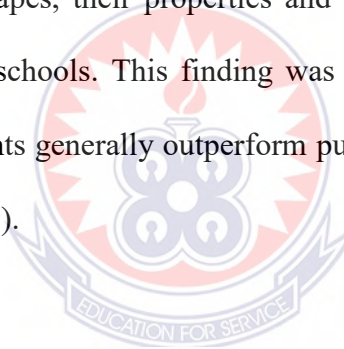 apes, their properties and
schools. This finding was
nts generally outperform pu
).
EDUCATION FOR SERVICE